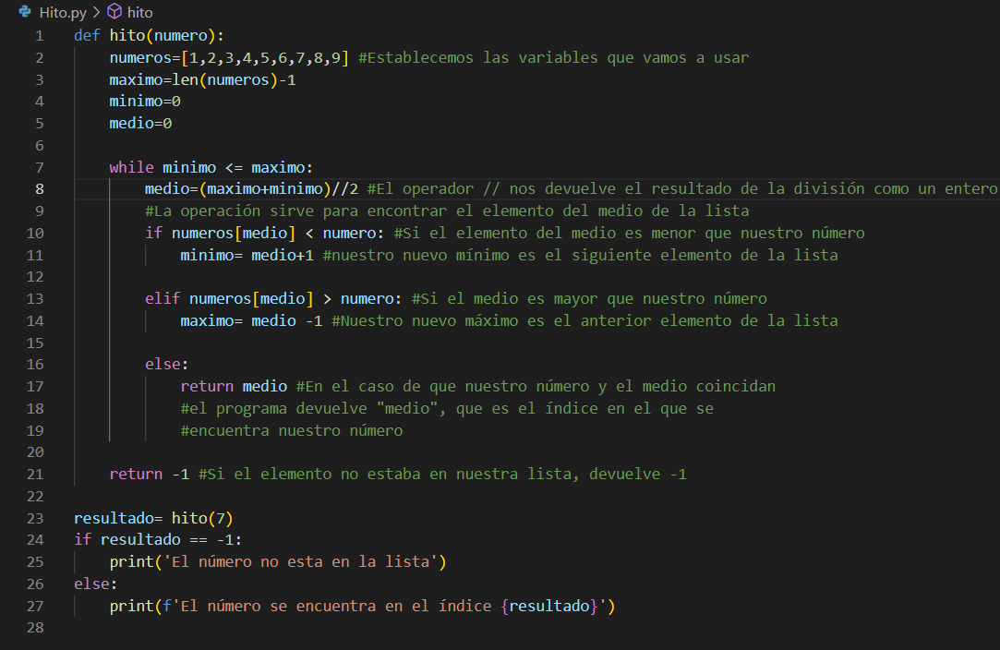 Hito.py > hito
1 def hito(numero):
2     numeros=[1,2,3,4,5,6,7,8,9] #Establecemos las variables que vamos a usar
3     maximo=len(numeros)-1
4     minimo=0
5     medio=0
6
7     while minimo <= maximo:
8         medio=(maximo+minimo)//2 #El operador // nos devuelve el resultado de la división como un entero
9         #La operación sirve para encontrar el elemento del medio de la lista
10         if numeros[medio] < numero: #Si el elemento del medio es menor que nuestro número
11             minimo= medio+1 #nuestro nuevo mínimo es el siguiente elemento de la lista
12
13         elif numeros[medio] > numero: #Si el medio es mayor que nuestro número
14             maximo= medio -1 #Nuestro nuevo máximo es el anterior elemento de la lista
15
16         else:
17             return medio #En el caso de que nuestro número y el medio coincidan
18             #el programa devuelve "medio", que es el índice en el que se
19             #encuentra nuestro número
20
21     return -1 #Si el elemento no estaba en nuestra lista, devuelve -1
22
23 resultado= hito(7)
24 if resultado == -1:
25     print('El número no esta en la lista')
26 else:
27     print(f'El número se encuentra en el índice {resultado}')
28